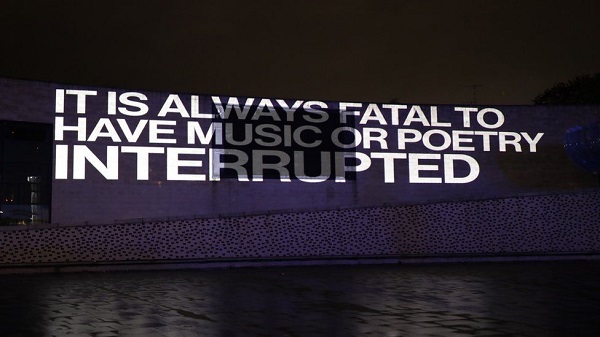 IT IS ALWAYS FATAL TO
HAVE MUSIC OR POETRY
INTERRUPTED